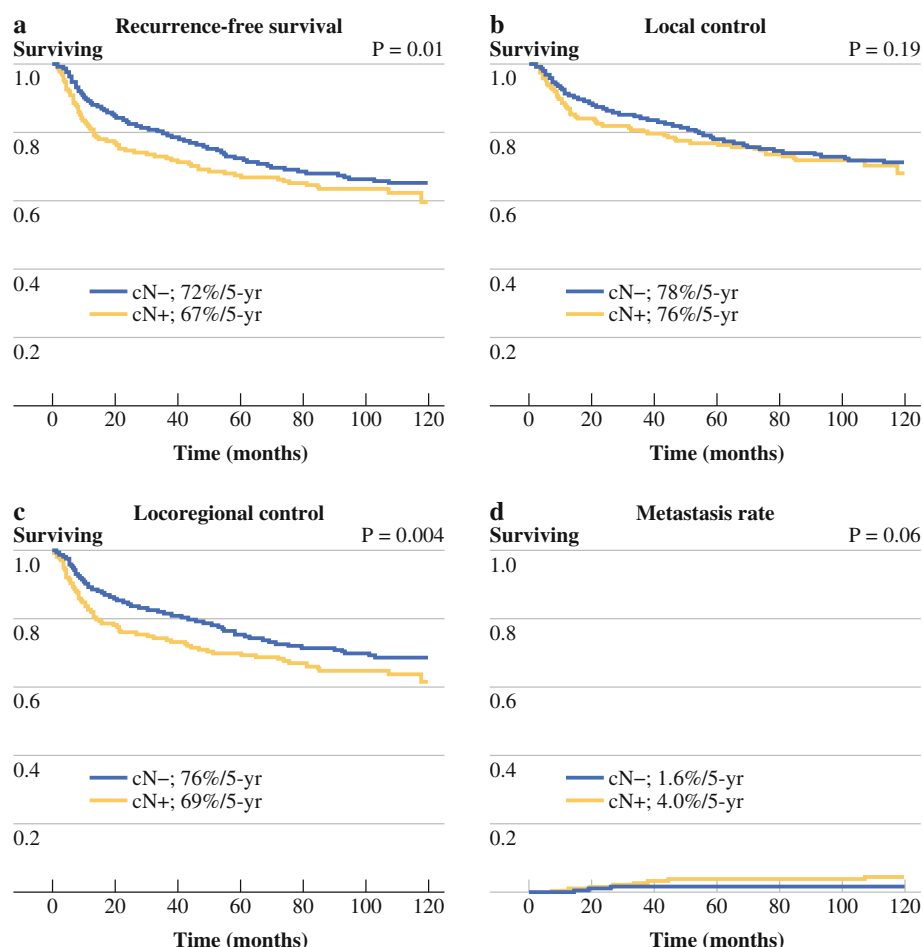 a Recurrence-free survival
Surviving P = 0.01
1.0
0.8
0.6
0.4
cN−; 72%/5-yr
cN+; 67%/5-yr
0.2
0 20 40 60 80 100 120
Time (months)
b Local control
Surviving P = 0.19
1.0
0.8
0.6
0.4
cN−; 78%/5-yr
cN+; 76%/5-yr
0.2
0 20 40 60 80 100 120
Time (months)
c Locoregional control
Surviving P = 0.004
1.0
0.8
0.6
0.4
cN−; 76%/5-yr
cN+; 69%/5-yr
0.2
0 20 40 60 80 100 120
Time (months)
d Metastasis rate
Surviving P = 0.06
1.0
0.8
0.6
0.4
cN−; 1.6%/5-yr
cN+; 4.0%/5-yr
0.2
0 20 40 60 80 100 120
Time (months)